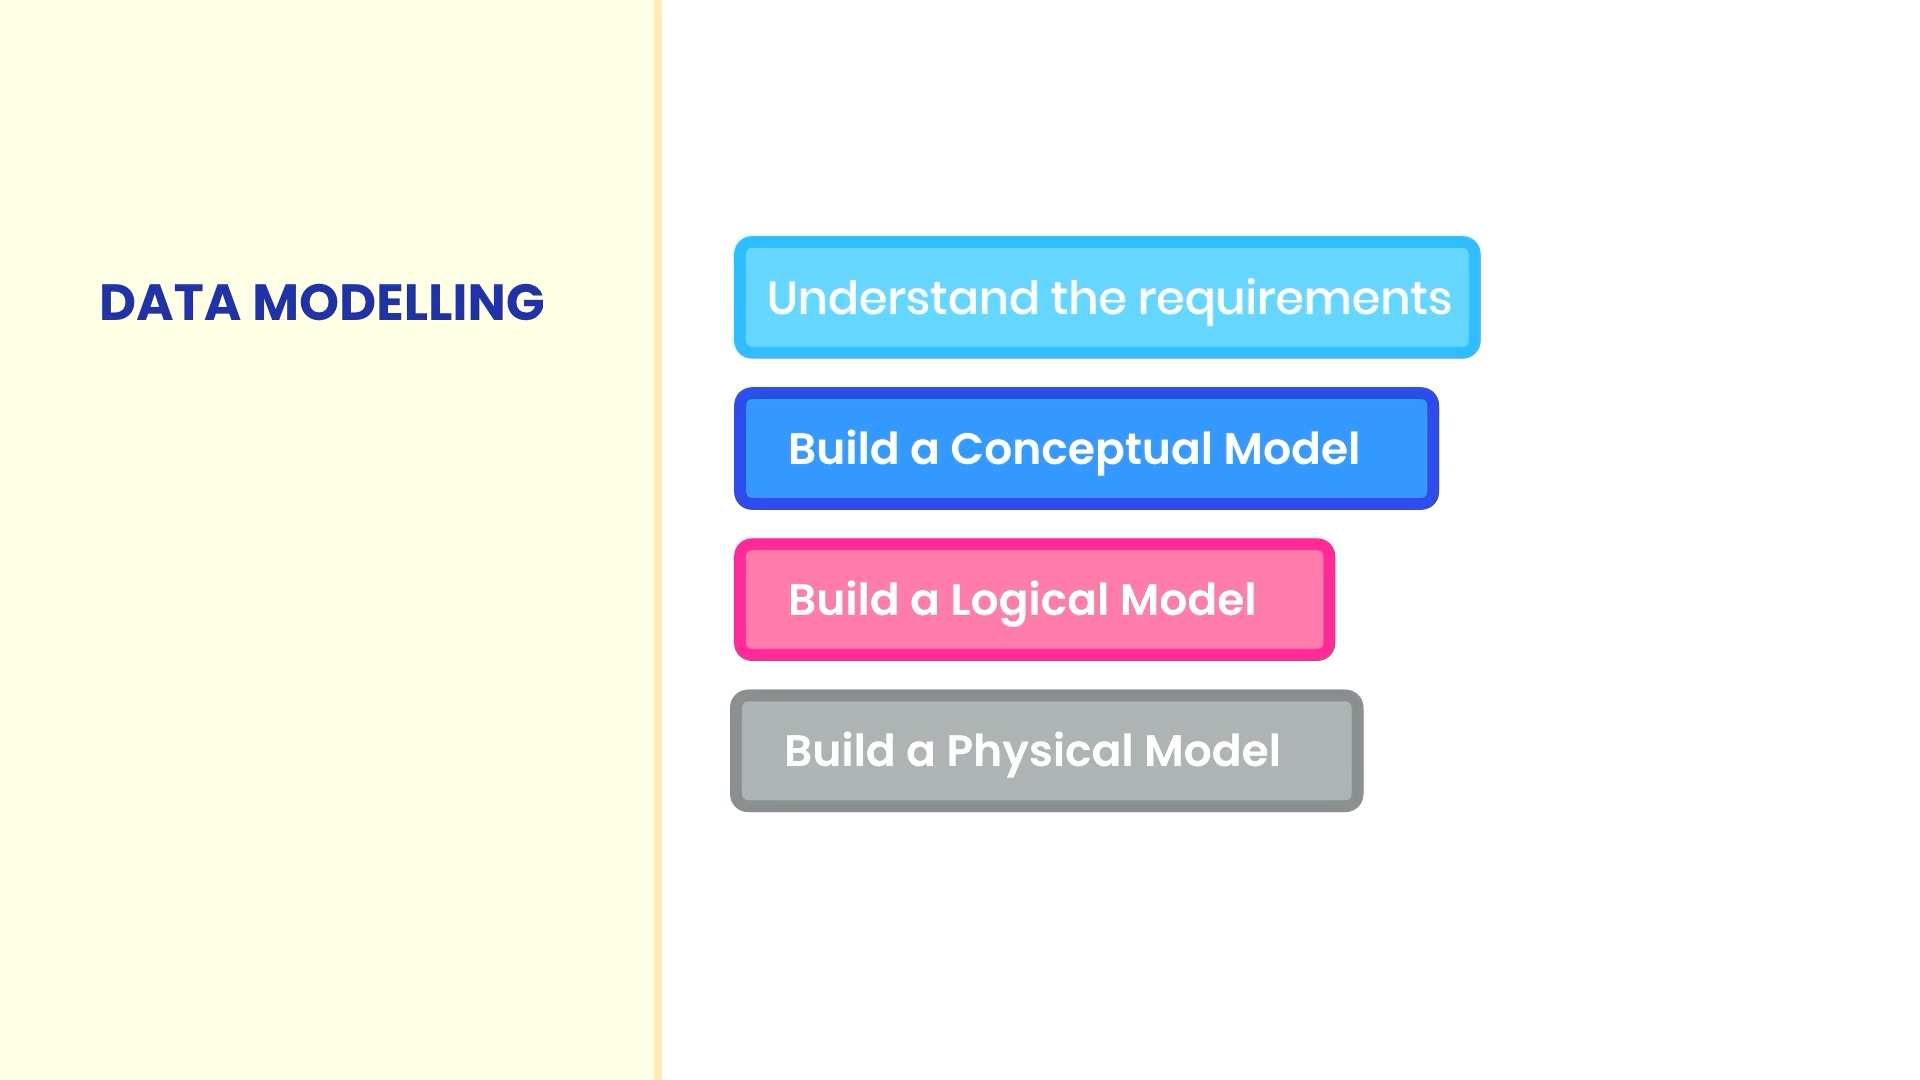 DATA MODELLING
Understand the requirements
Build a Conceptual Model
Build a Logical Model
Build a Physical Model